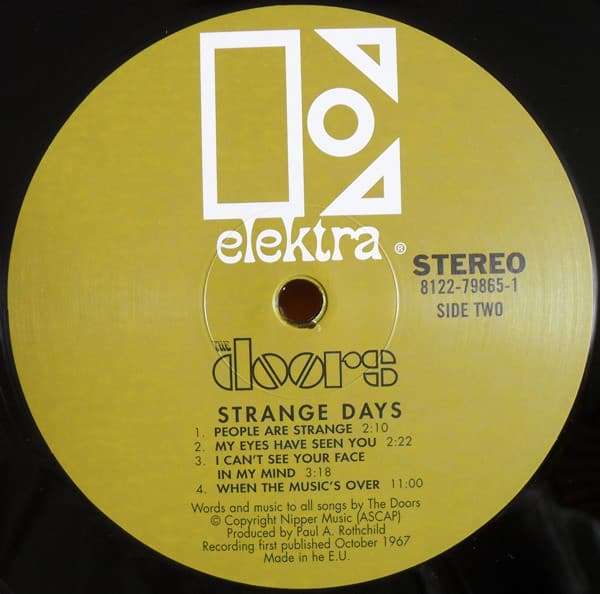 elektra ®
STEREO
8122-79865-1
SIDE TWO
THE
doors
STRANGE DAYS
1. PEOPLE ARE STRANGE 2:10
2. MY EYES HAVE SEEN YOU 2:22
3. I CAN'T SEE YOUR FACE
IN MY MIND 3:18
4. WHEN THE MUSIC'S OVER 11:00
Words and music to all songs by The Doors
© Copyright Nipper Music (ASCAP)
Produced by Paul A. Rothchild
Recording first published October 1967
Made in he E.U.